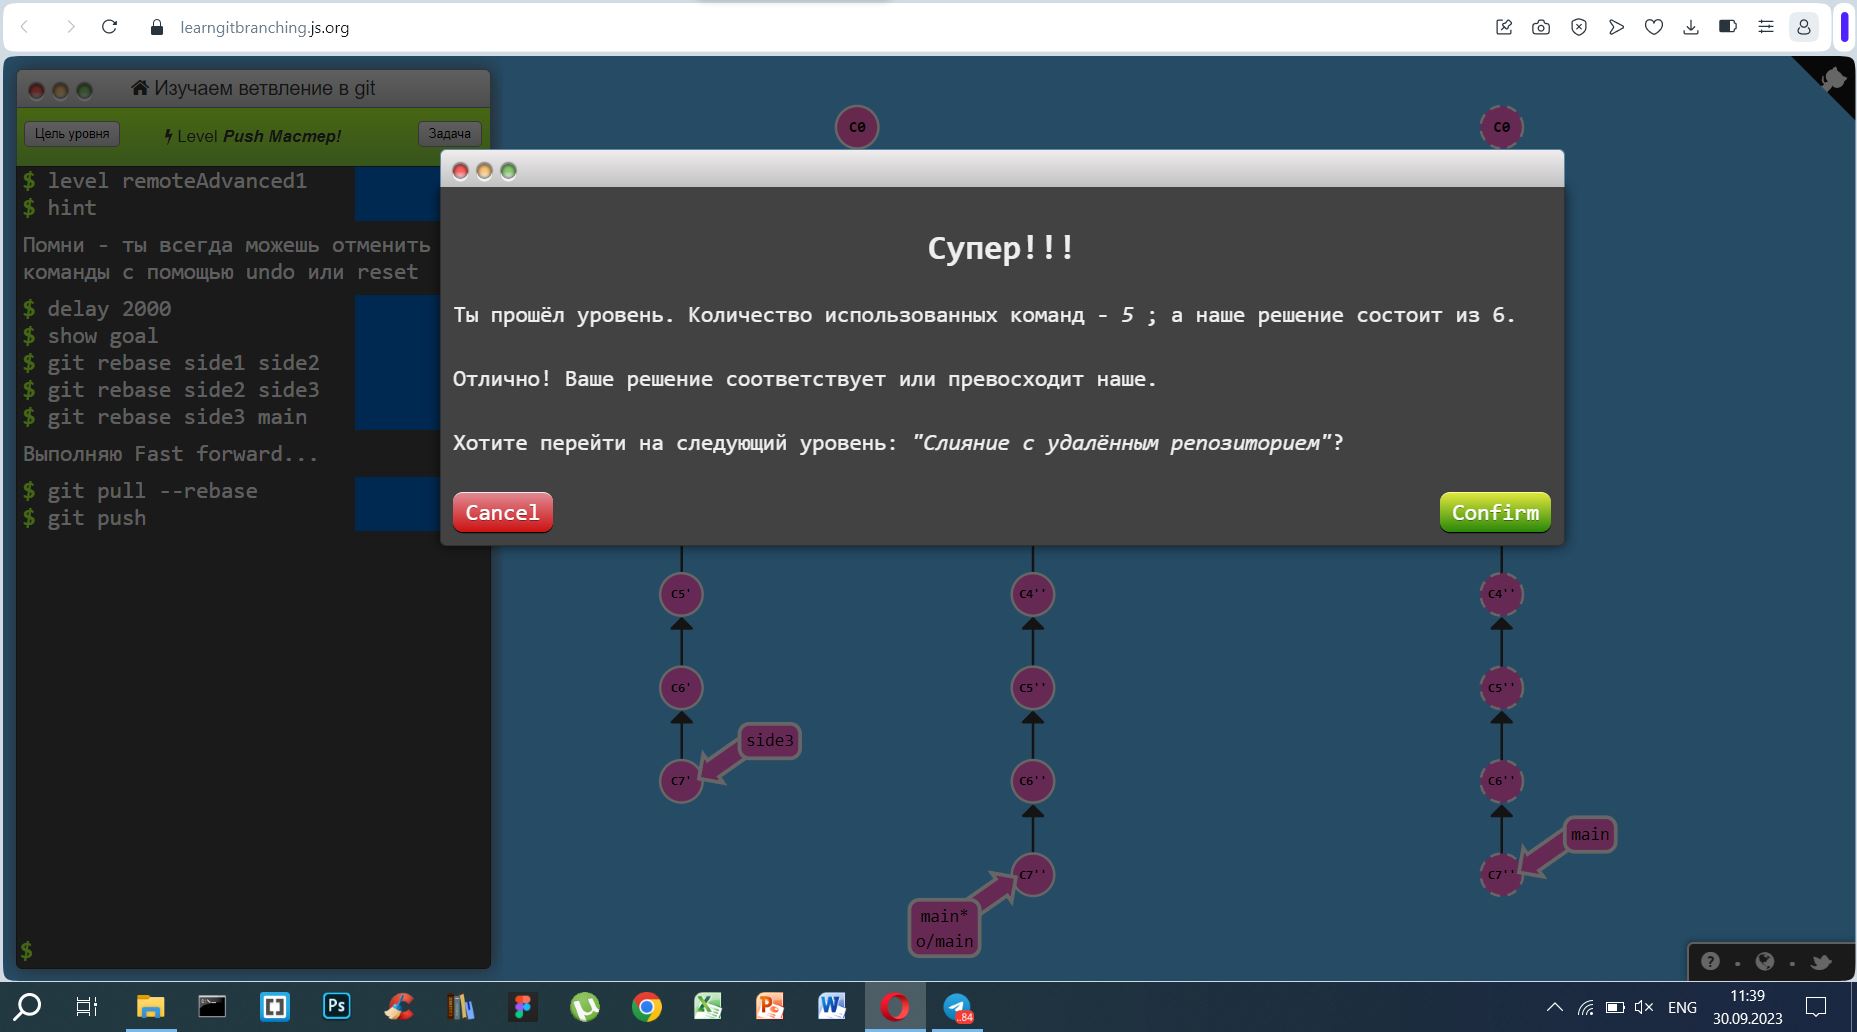 learngitbranching.js.org
Изучаем ветвление в git
Цель уровня
Level Push Мастер!
Задача
$ level remoteAdvanced1
$ hint
Помни - ты всегда можешь отменить
команды с помощью undo или reset
$ delay 2000
$ show goal
$ git rebase side1 side2
$ git rebase side2 side3
$ git rebase side3 main
Выполняю Fast forward...
$ git pull --rebase
$ git push
$
C0
C0
Супер!!!
Ты прошёл уровень. Количество использованных команд - 5 ; а наше решение состоит из 6.
Отлично! Ваше решение соответствует или превосходит наше.
Хотите перейти на следующий уровень: "Слияние с удалённым репозиторием"?
Cancel
Confirm
C5'
C4''
C4''
C6'
C5''
C5''
side3
C7'
C6''
C6''
main
C7''
C7''
main*
o/main
?
Ps
X
P
W
84
ENG
11:39
30.09.2023